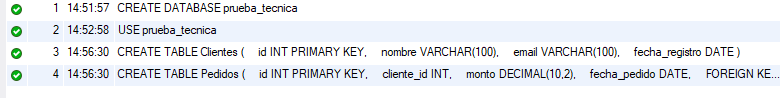 1 14:51:57 CREATE DATABASE prueba_tecnica
2 14:52:58 USE prueba_tecnica
3 14:56:30 CREATE TABLE Clientes ( id INT PRIMARY KEY, nombre VARCHAR(100), email VARCHAR(100), fecha_registro DATE )
4 14:56:30 CREATE TABLE Pedidos ( id INT PRIMARY KEY, cliente_id INT, monto DECIMAL(10,2), fecha_pedido DATE, FOREIGN KE...